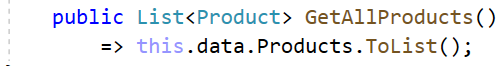 public List<Product> GetAllProducts()
=> this.data.Products.ToList();